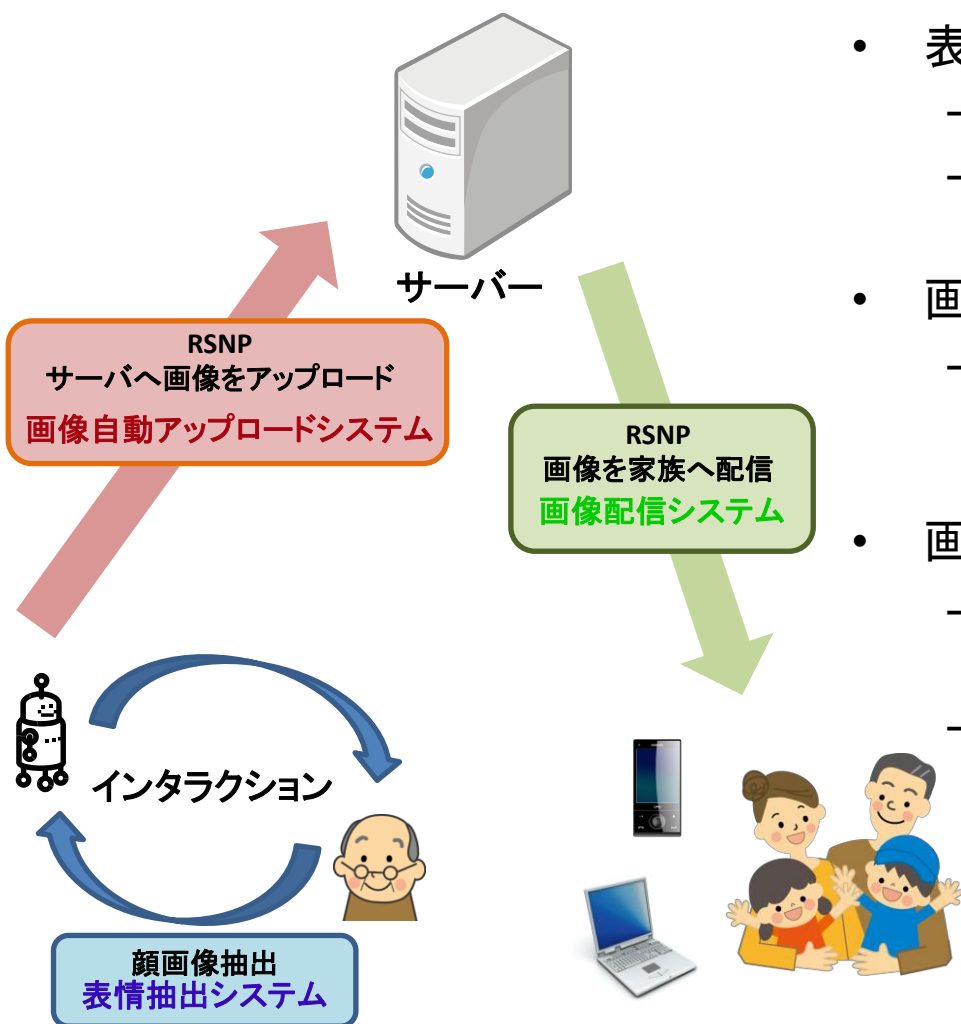 サーバー
RSNP
サーバへ画像をアップロード
画像自動アップロードシステム
RSNP
画像を家族へ配信
画像配信システム
インタラクション
顔画像抽出
表情抽出システム
• 表
–
–
• 画
–
• 画
–
–